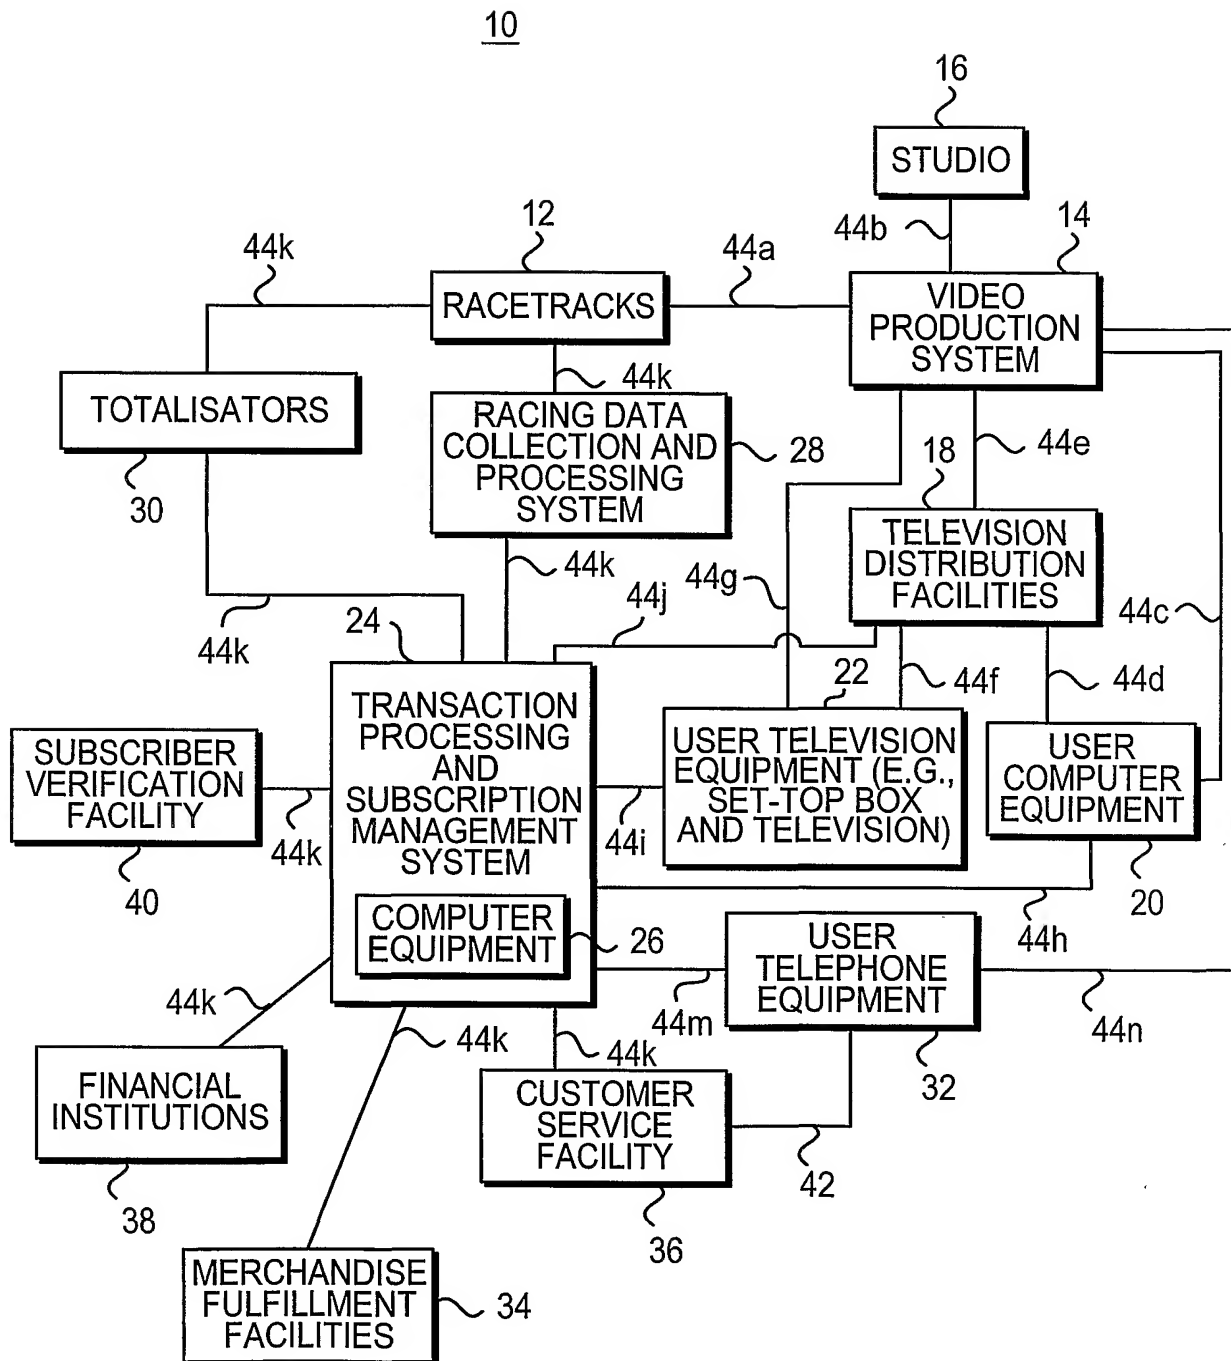 10
16
STUDIO
12
14
44k
44a
44b
RACETRACKS
VIDEO
PRODUCTION
SYSTEM
44k
TOTALISATORS
RACING DATA
COLLECTION AND
PROCESSING
SYSTEM
28
44e
30
18
TELEVISION
DISTRIBUTION
FACILITIES
44k
44g
44j
44c
44k
24
22
44f
44d
TRANSACTION
PROCESSING
AND
SUBSCRIPTION
MANAGEMENT
SYSTEM
SUBSCRIBER
VERIFICATION
FACILITY
USER TELEVISION
EQUIPMENT (E.G.,
SET-TOP BOX
AND TELEVISION)
USER
COMPUTER
EQUIPMENT
44k
44i
40
20
COMPUTER
EQUIPMENT
26
USER
TELEPHONE
EQUIPMENT
44h
44k
44m
44n
44k
44k
32
FINANCIAL
INSTITUTIONS
CUSTOMER
SERVICE
FACILITY
42
38
36
MERCHANDISE
FULFILLMENT
FACILITIES
34